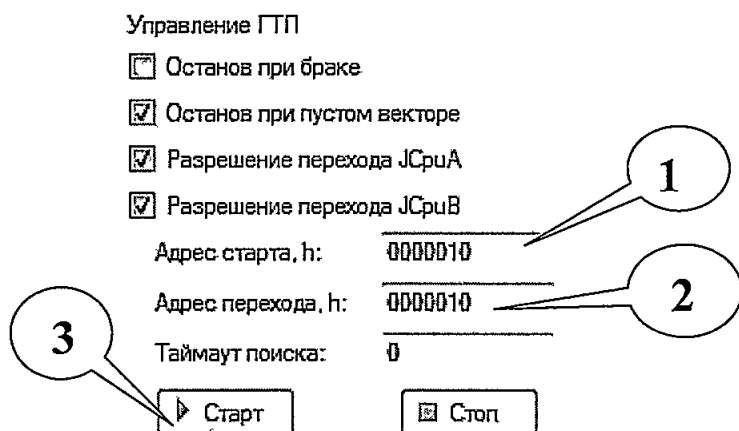 Управление ГТП
Останов при браке
Останов при пустом векторе
Разрешение перехода JCpuA
Разрешение перехода JCpuB
1
Адрес старта, h: 0000010
Адрес перехода, h: 0000010
2
3
Таймаут поиска: 0
Старт Стоп